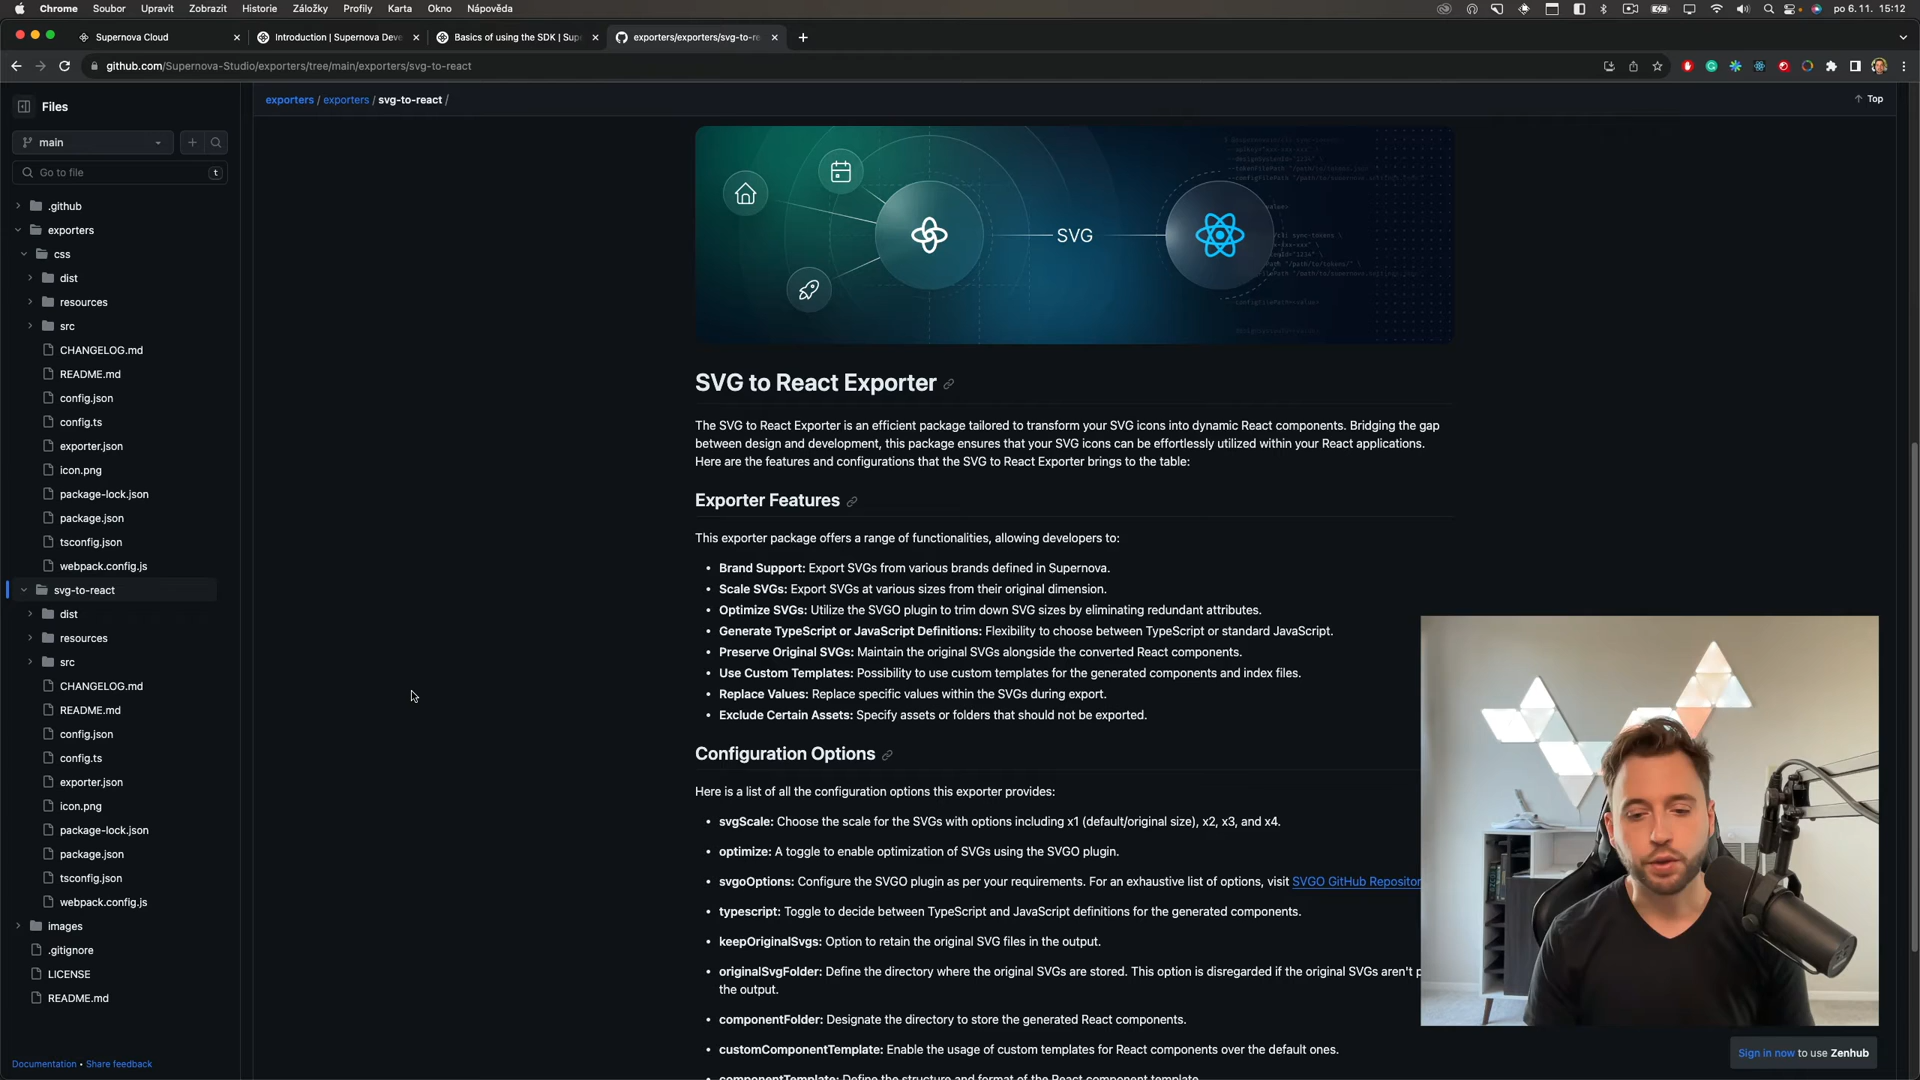 Chrome Soubor Upravit Zobrazit Historie Záložky Profily Karta Okno Nápověda po 6. 11. 15:12
Supernova Cloud Introduction | Supernova Deve Basics of using the SDK | Sup exporters/exporters/svg-to-re
github.com/Supernova-Studio/exporters/tree/main/exporters/svg-to-react
Files
main
Go to file t
.github
exporters
css
dist
resources
src
CHANGELOG.md
README.md
config.json
config.ts
exporter.json
icon.png
package-lock.json
package.json
tsconfig.json
webpack.config.js
svg-to-react
dist
resources
src
CHANGELOG.md
README.md
config.json
config.ts
exporter.json
icon.png
package-lock.json
package.json
tsconfig.json
webpack.config.js
images
.gitignore
LICENSE
README.md
Documentation • Share feedback
exporters / exporters / svg-to-react /
Top
SVG
SVG to React Exporter
The SVG to React Exporter is an efficient package tailored to transform your SVG icons into dynamic React components. Bridging the gap
between design and development, this package ensures that your SVG icons can be effortlessly utilized within your React applications.
Here are the features and configurations that the SVG to React Exporter brings to the table:
Exporter Features
This exporter package offers a range of functionalities, allowing developers to:
• Brand Support: Export SVGs from various brands defined in Supernova.
• Scale SVGs: Export SVGs at various sizes from their original dimension.
• Optimize SVGs: Utilize the SVGO plugin to trim down SVG sizes by eliminating redundant attributes.
• Generate TypeScript or JavaScript Definitions: Flexibility to choose between TypeScript or standard JavaScript.
• Preserve Original SVGs: Maintain the original SVGs alongside the converted React components.
• Use Custom Templates: Possibility to use custom templates for the generated components and index files.
• Replace Values: Replace specific values within the SVGs during export.
• Exclude Certain Assets: Specify assets or folders that should not be exported.
Configuration Options
Here is a list of all the configuration options this exporter provides:
• svgScale: Choose the scale for the SVGs with options including x1 (default/original size), x2, x3, and x4.
• optimize: A toggle to enable optimization of SVGs using the SVGO plugin.
• svgoOptions: Configure the SVGO plugin as per your requirements. For an exhaustive list of options, visit SVGO GitHub Repositor
• typescript: Toggle to decide between TypeScript and JavaScript definitions for the generated components.
• keepOriginalSvgs: Option to retain the original SVG files in the output.
• originalSvgFolder: Define the directory where the original SVGs are stored. This option is disregarded if the original SVGs aren't p
the output.
• componentFolder: Designate the directory to store the generated React components.
• customComponentTemplate: Enable the usage of custom templates for React components over the default ones.
• componentTemplate: Define the structure and format of the React component template.
Sign in now to use Zenhub